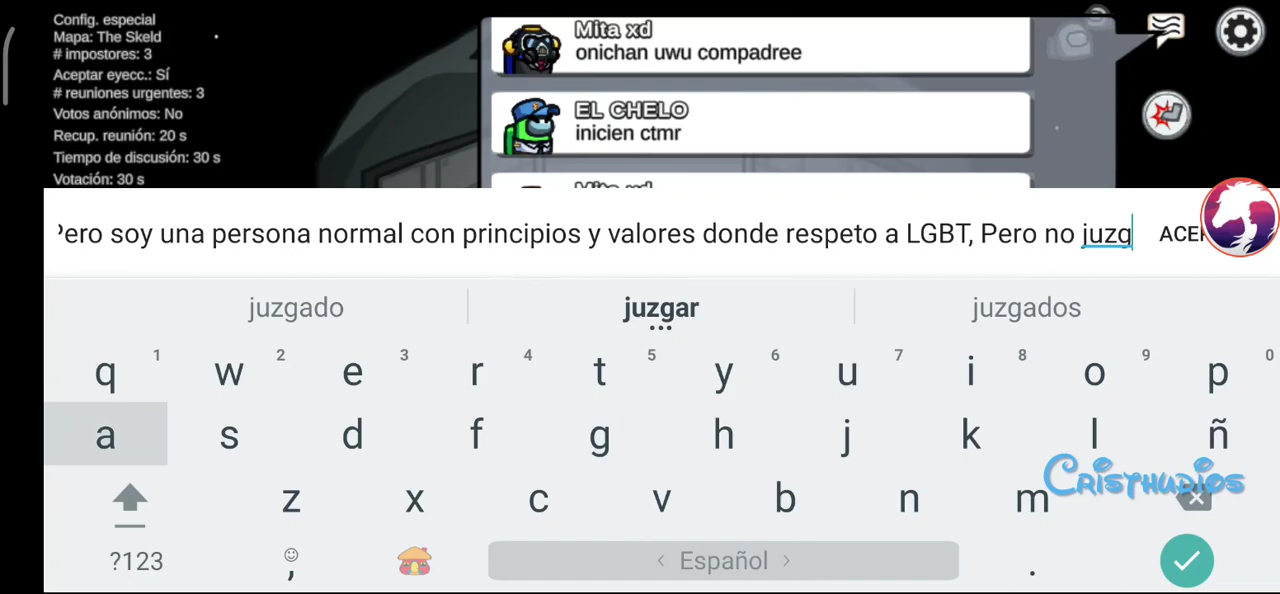 Config. especial
Mapa: The Skeld
# impostores: 3
Aceptar eyecc.: Sí
# reuniones urgentes: 3
Votos anónimos: No
Recup. reunión: 20 s
Tiempo de discusión: 30 s
Votación: 30 s
Mita xd
onichan uwu compadree
EL CHELO
inicien ctmr
Mita xd
Pero soy una persona normal con principios y valores donde respeto a LGBT, Pero no juzg
juzgado juzgar juzgados
1 2 3 4 5 6 7 8 9 0
q w e r t y u i o p
a s d f g h j k l ñ
z x c v b n m
Cristhudios
?123 , Español .